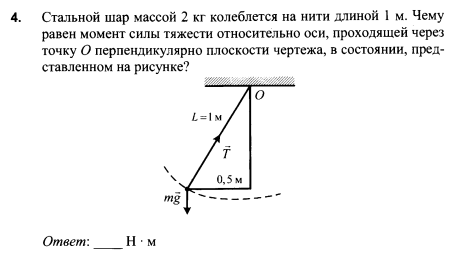 4. Стальной шар массой 2 кг колеблется на нити длиной 1 м. Чему
равен момент силы тяжести относительно оси, проходящей через
точку O перпендикулярно плоскости чертежа, в состоянии, пред-
ставленном на рисунке?
O
L=1 м
T⃗
0,5 м
mg⃗
Ответ: ____ Н · м